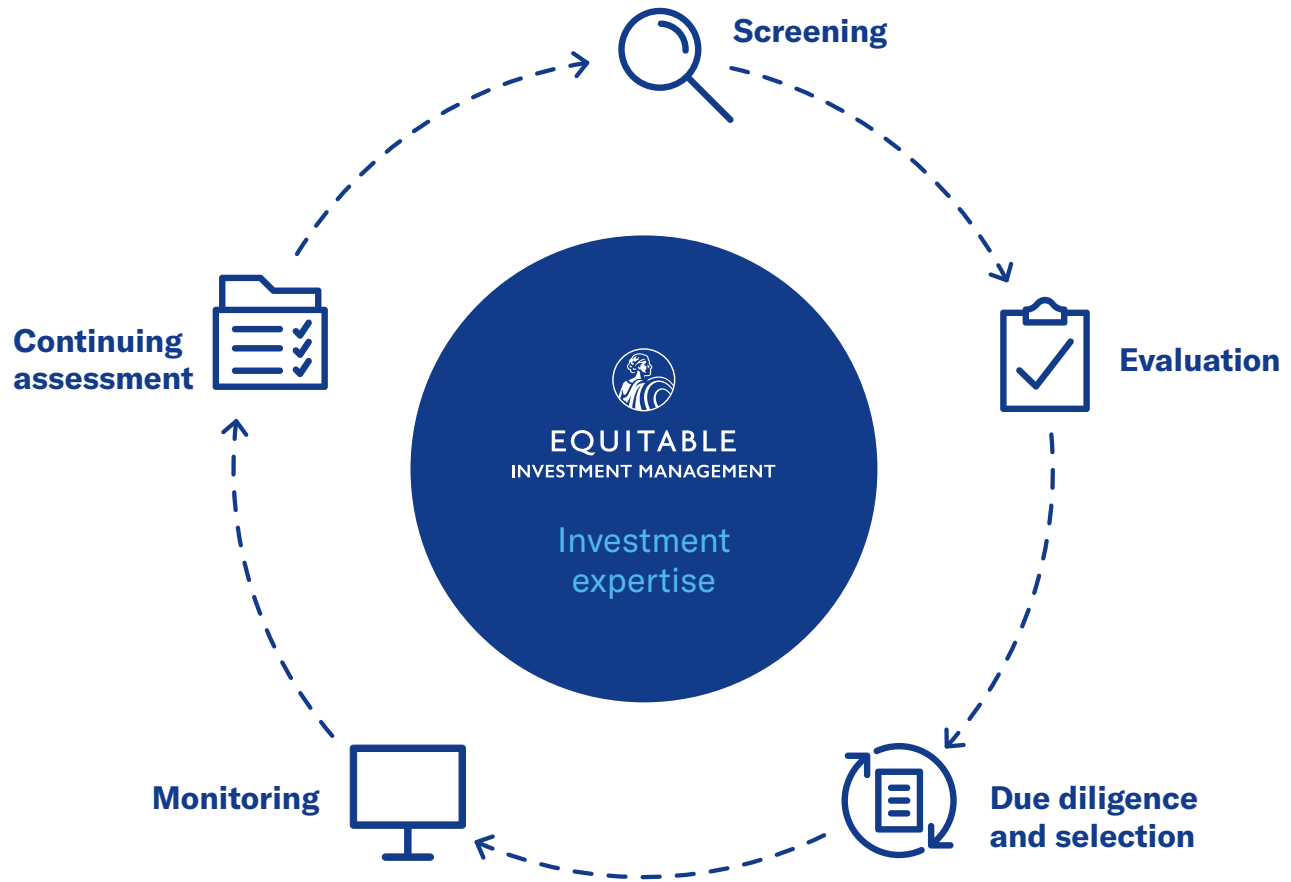 Screening
Evaluation
Due diligence
and selection
Monitoring
Continuing
assessment
EQUITABLE
INVESTMENT MANAGEMENT
Investment
expertise